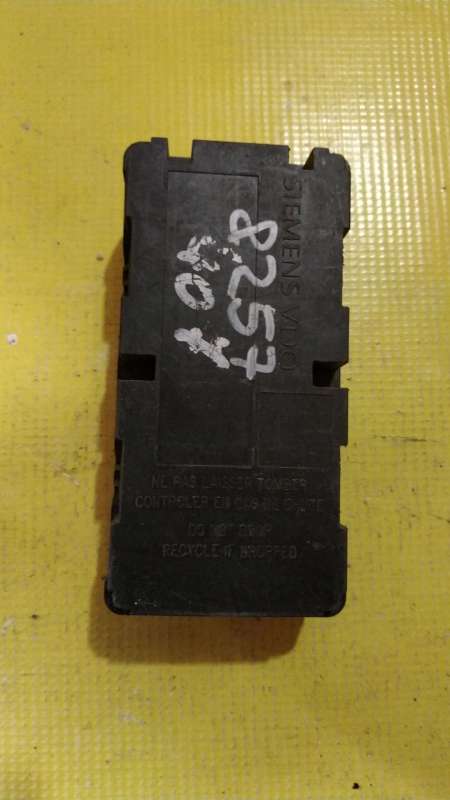 SIEMENS VDO
8257
NE PAS LAISSER TOMBER
CONTROLER EN CAS DE CHUTE
DO NOT DROP
RECYCLE IF DROPPED